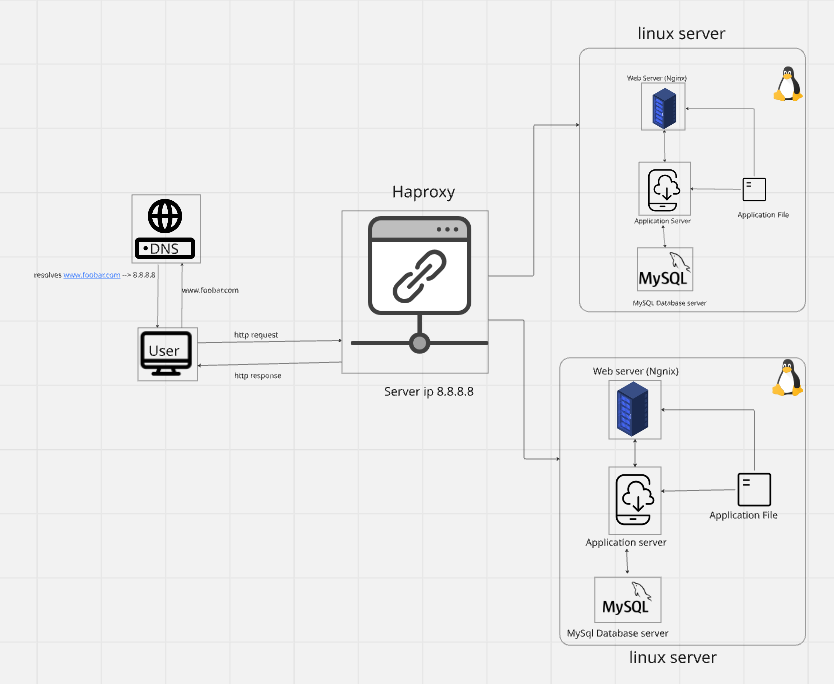 linux server
Web Server (Nginx)
Application Server
Application File
MySQL
MySQL Database server
Haproxy
Server ip 8.8.8.8
DNS
resolves www.foobar.com --> 8.8.8.8
www.foobar.com
User
http request
http response
Web server (Ngnix)
Application server
Application File
MySQL
MySql Database server
linux server